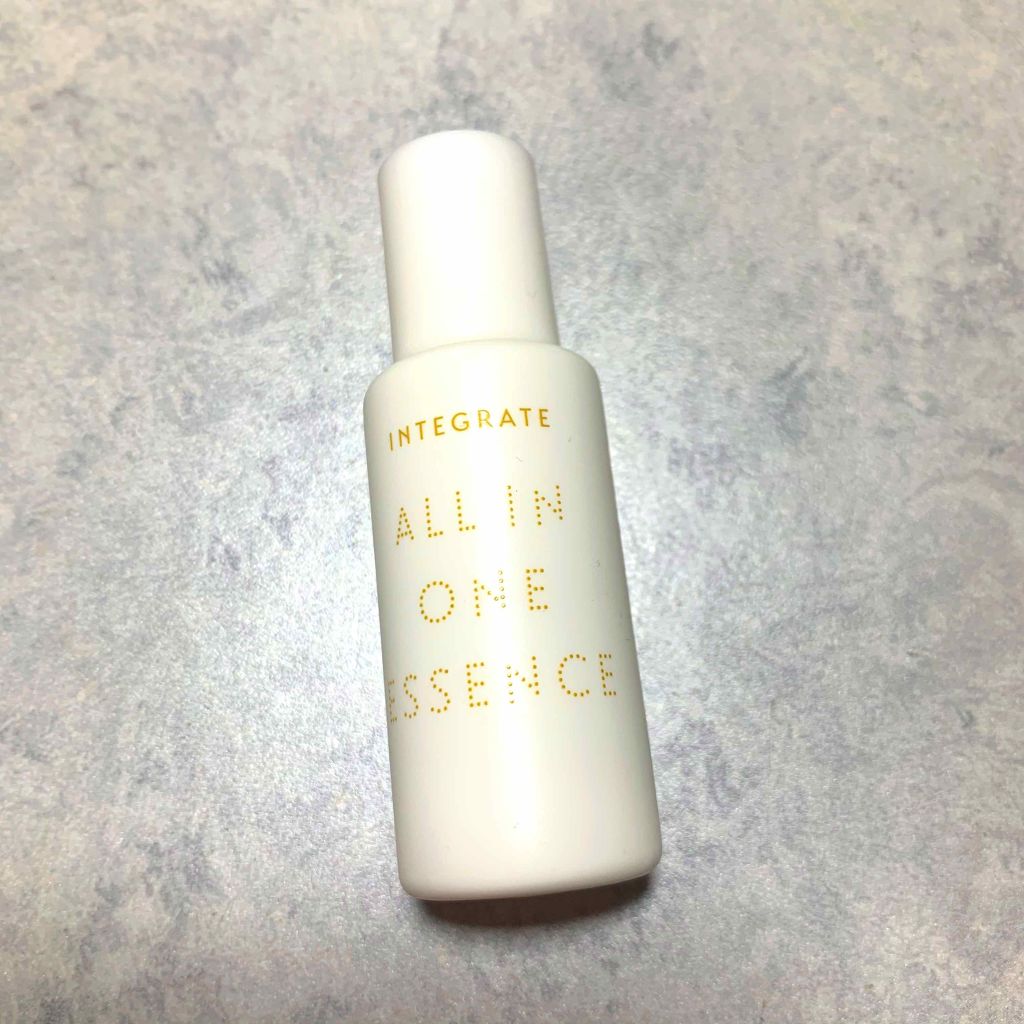 INTEGRATE
ALL IN
ONE
ESSENCE